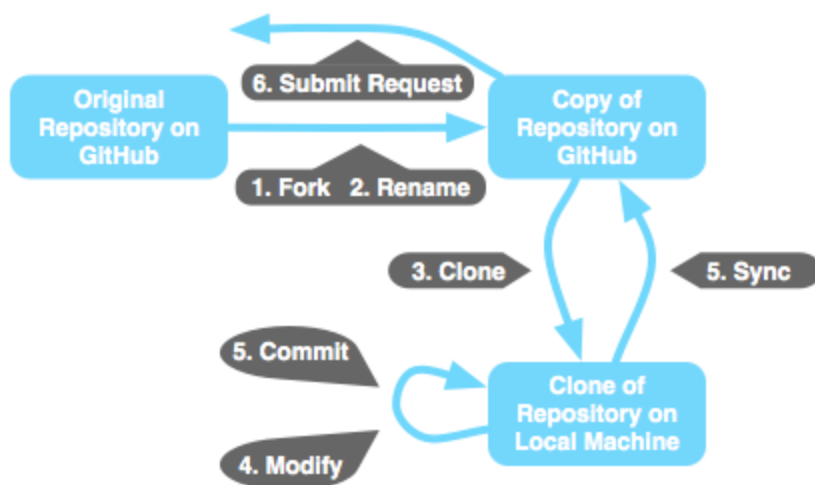 6. Submit Request
Original
Repository on
GitHub
Copy of
Repository on
GitHub
1. Fork 2. Rename
3. Clone
5. Sync
5. Commit
Clone of
Repository on
Local Machine
4. Modify